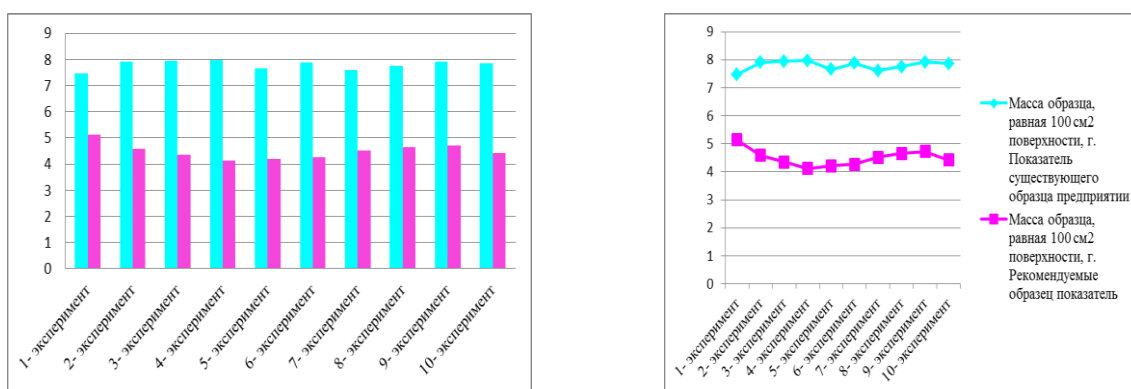 9
8
7
6
5
4
3
2
1
0
1- эксперимент
2- эксперимент
3- эксперимент
4- эксперимент
5- эксперимент
6- эксперимент
7- эксперимент
8- эксперимент
9- эксперимент
10- эксперимент
9
8
7
6
5
4
3
2
1
0
1- эксперимент
2- эксперимент
3- эксперимент
4- эксперимент
5- эксперимент
6- эксперимент
7- эксперимент
8- эксперимент
9- эксперимент
10- эксперимент
Масса образца,
равная 100 см2
поверхности, г.
Показатель
существующего
образца предприятии
Масса образца,
равная 100 см2
поверхности, г.
Рекомендуемые
образец показатель